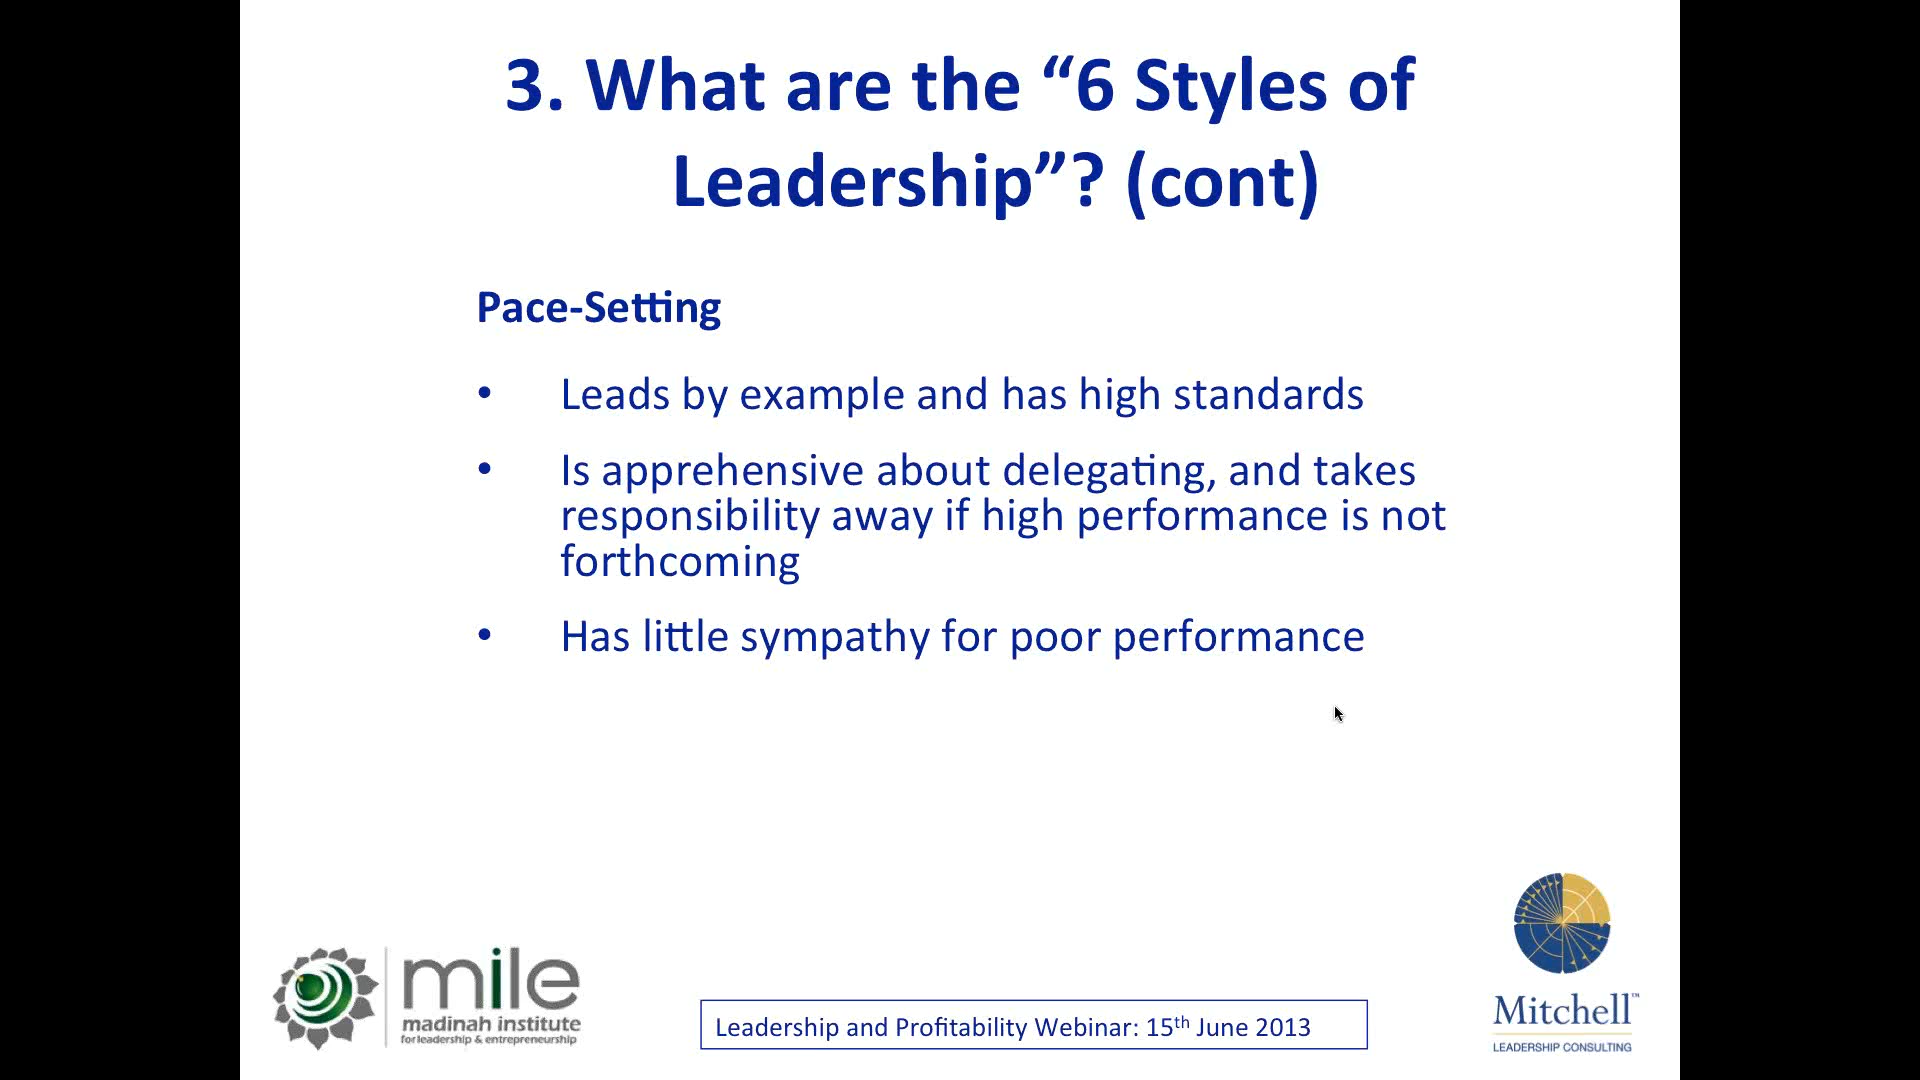 3. What are the “6 Styles of
Leadership”? (cont)
Pace-Setting
• Leads by example and has high standards
• Is apprehensive about delegating, and takes
responsibility away if high performance is not
forthcoming
• Has little sympathy for poor performance
mile
madinah institute
for leadership & entrepreneurship
Leadership and Profitability Webinar: 15th June 2013
Mitchell™
LEADERSHIP CONSULTING